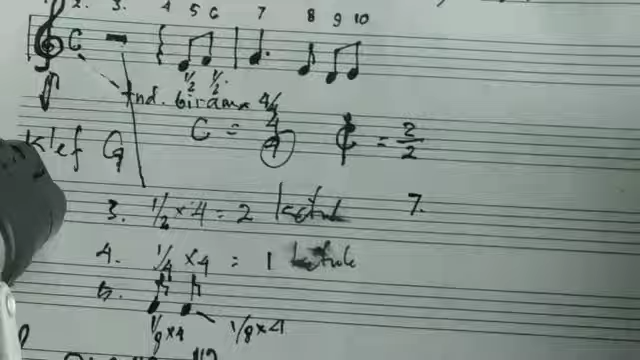 2. 3. 4 5 6 7 8 9 10
C
1/2 1/2
tnd. birama 4/4
klef G
C = 4/4 ¢ = 2/2
3. 1/2 x 4 = 2 ketuk 7.
4. 1/4 x 4 = 1 ketuk
5.
1/8 x 4 1/8 x 4